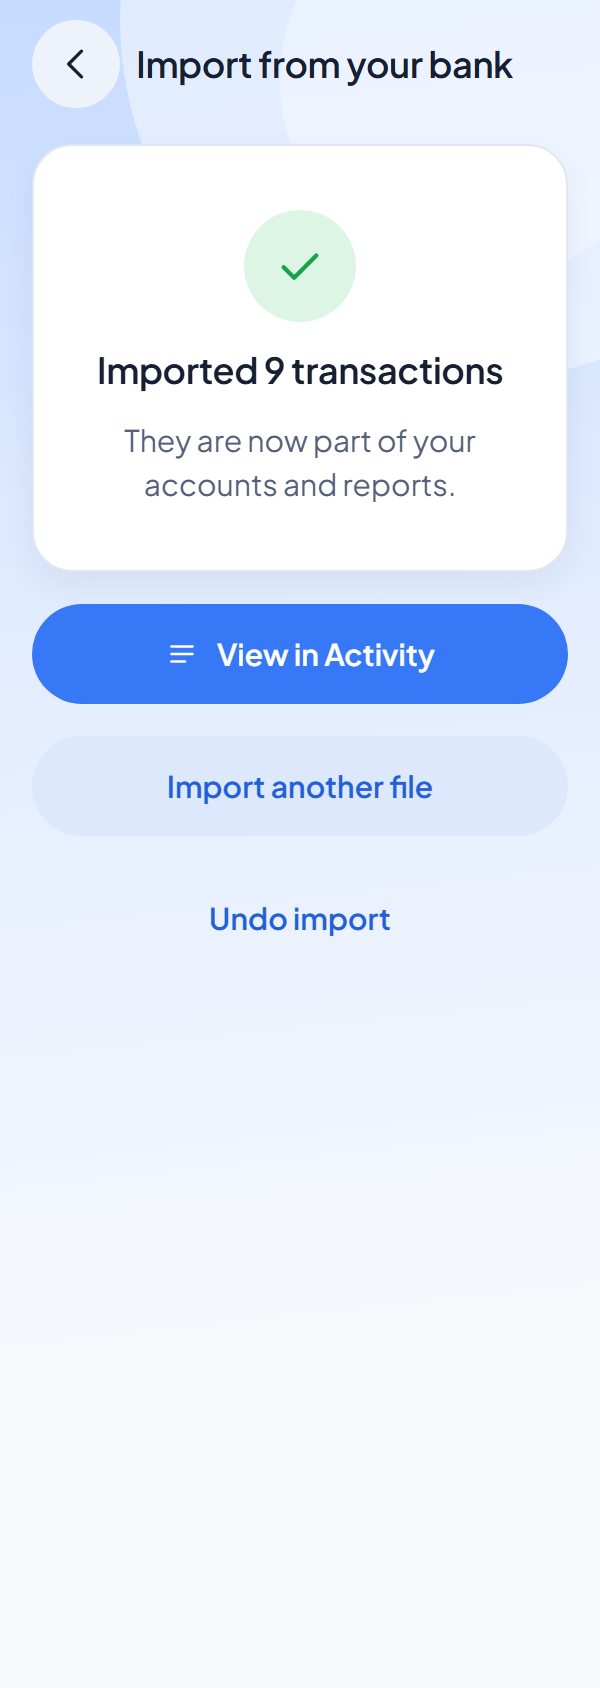 Import from your bank
Imported 9 transactions
They are now part of your
accounts and reports.
View in Activity
Import another file
Undo import